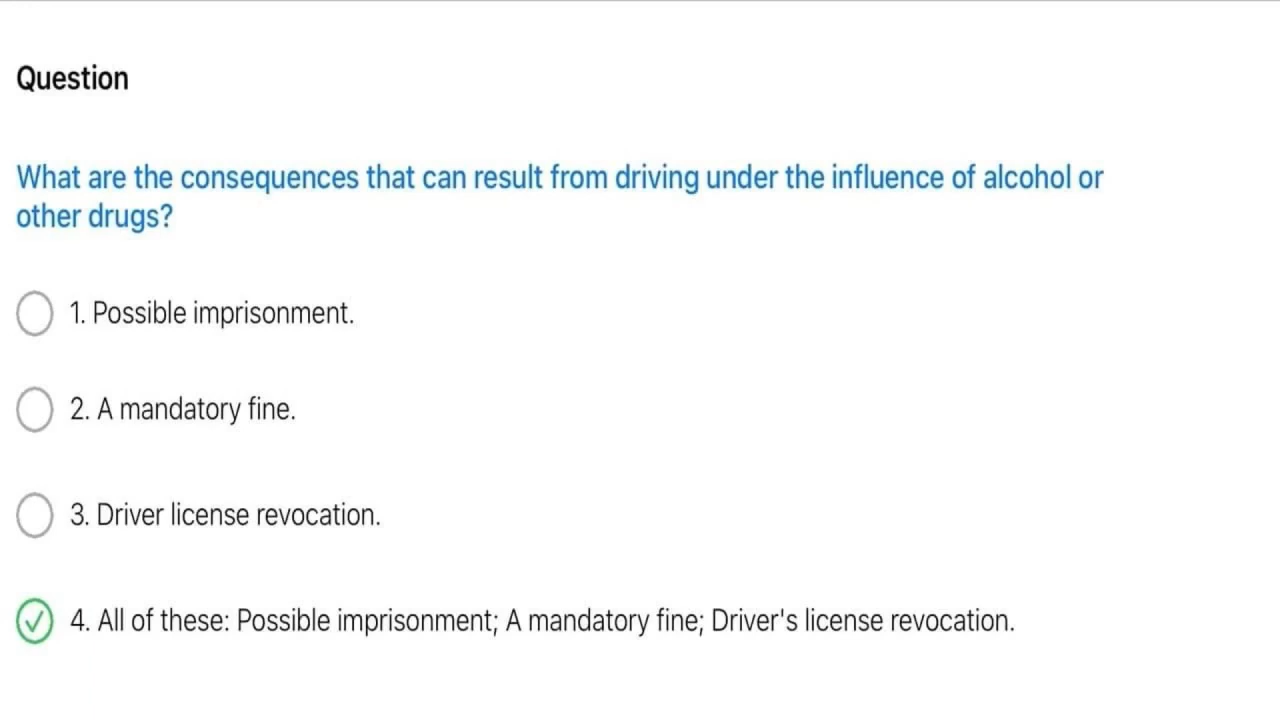 Question
What are the consequences that can result from driving under the influence of alcohol or
other drugs?
1. Possible imprisonment.
2. A mandatory fine.
3. Driver license revocation.
4. All of these: Possible imprisonment; A mandatory fine; Driver's license revocation.